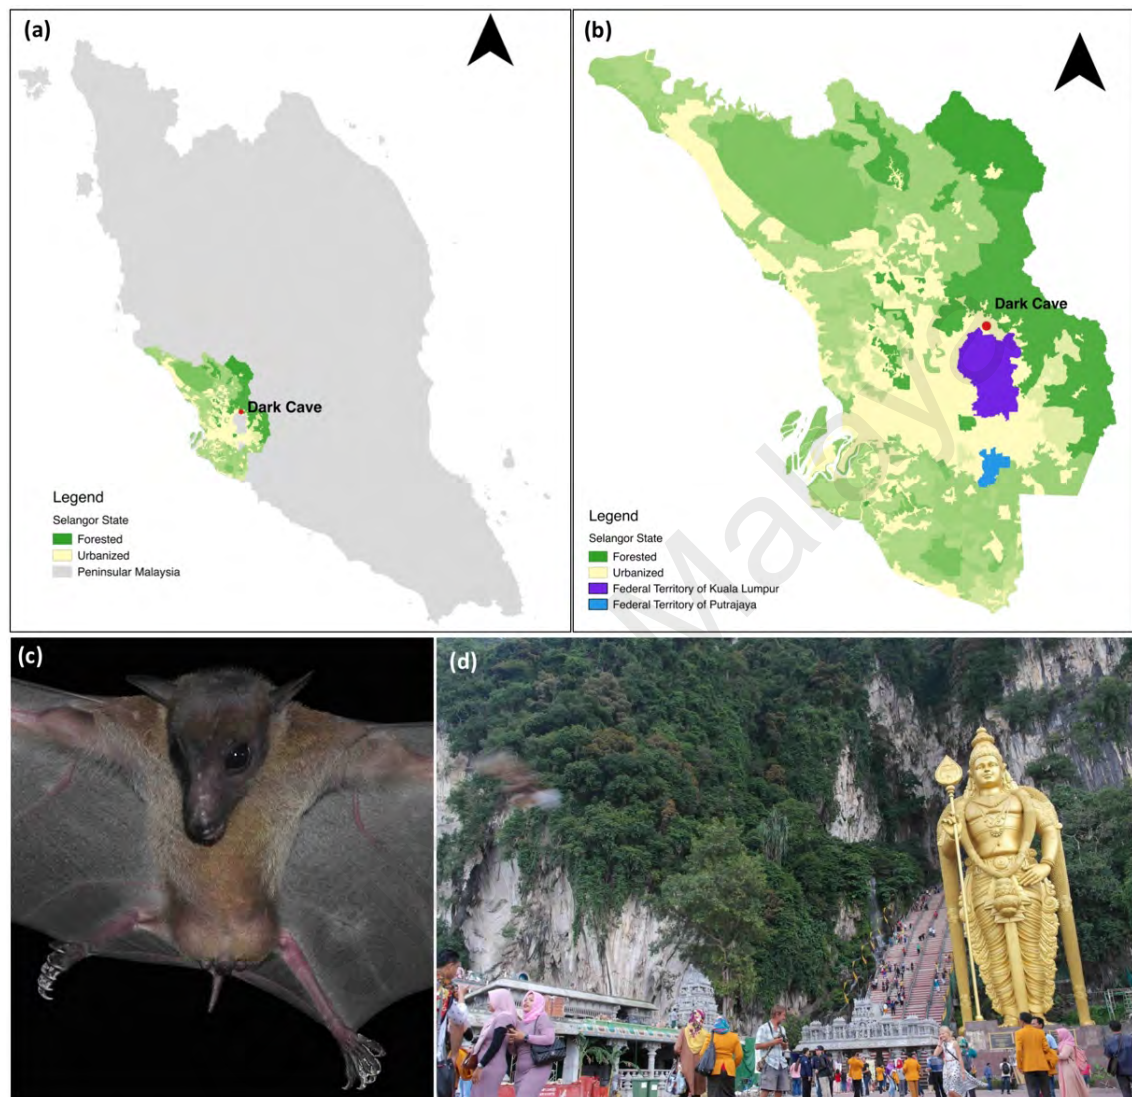 (a)
Dark Cave
Legend
Selangor State
Forested
Urbanized
Peninsular Malaysia
(b)
Dark Cave
Legend
Selangor State
Forested
Urbanized
Federal Territory of Kuala Lumpur
Federal Territory of Putrajaya
Malaya
(c)
(d)